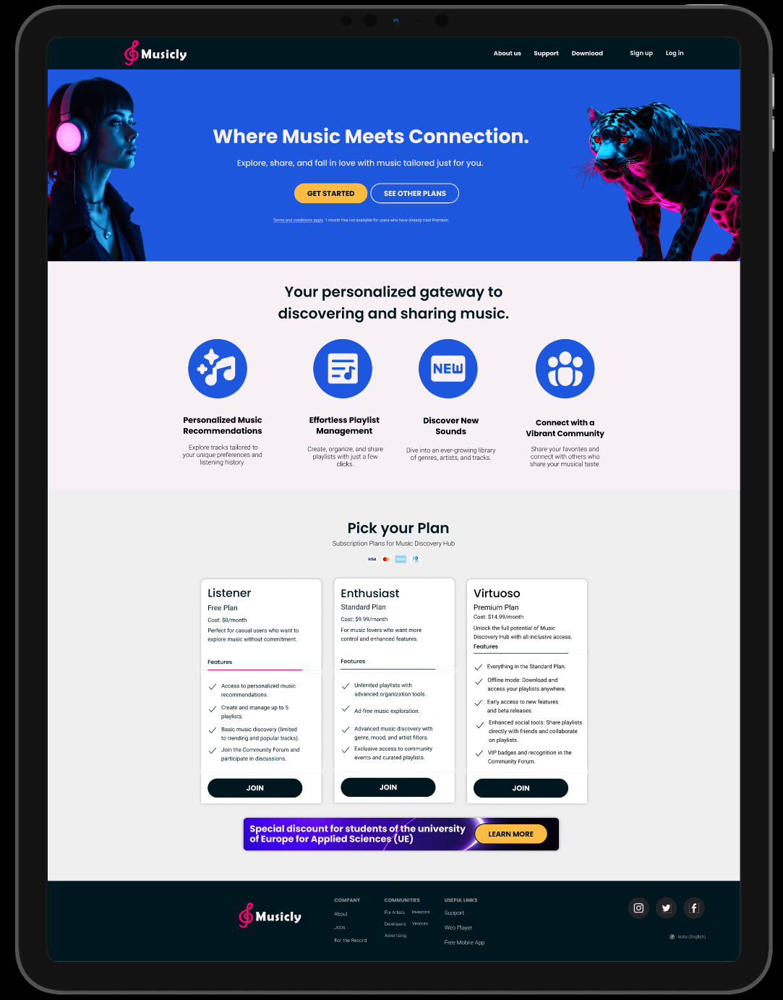 Musicly
About us Support Download Sign up Log in
Where Music Meets Connection.
Explore, share, and fall in love with music tailored just for you.
GET STARTED SEE OTHER PLANS
Terms and conditions apply. 1 month free not available for users who have already tried Premium.
Your personalized gateway to
discovering and sharing music.
NEW
Personalized Music
Recommendations
Explore tracks tailored to
your unique preferences and
listening history.
Effortless Playlist
Management
Create, organize, and share
playlists with just a few
clicks.
Discover New
Sounds
Dive into an ever-growing library
of genres, artists, and tracks.
Connect with a
Vibrant Community
Share your favorites and
connect with others who
share your musical taste.
Pick your Plan
Subscription Plans for Music Discovery Hub
VISA
Listener
Free Plan
Cost: $0/month
Perfect for casual users who want to
explore music without commitment.
Features
Access to personalized music
recommendations.
Create and manage up to 5
playlists.
Basic music discovery (limited
to trending and popular tracks).
Join the Community Forum and
participate in discussions.
JOIN
Enthusiast
Standard Plan
Cost: $9.99/month
For music lovers who want more
control and enhanced features.
Features
Unlimited playlists with
advanced organization tools.
Ad-free music exploration.
Advanced music discovery with
genre, mood, and artist filters.
Exclusive access to community
events and curated playlists.
JOIN
Virtuoso
Premium Plan
Cost: $14.99/month
Unlock the full potential of Music
Discovery Hub with all-inclusive access.
Features
Everything in the Standard Plan.
Offline mode: Download and
access your playlists anywhere.
Early access to new features
and beta releases.
Enhanced social tools: Share playlists
directly with friends and collaborate
on playlists.
VIP badges and recognition in the
Community Forum.
JOIN
Special discount for students of the university
of Europe for Applied Sciences (UE)
LEARN MORE
Musicly
COMPANY
About
Jobs
For the Record
COMMUNITIES
For Artists Investors
Developers Vendors
Advertising
USEFUL LINKS
Support
Web Player
Free Mobile App
India (English)